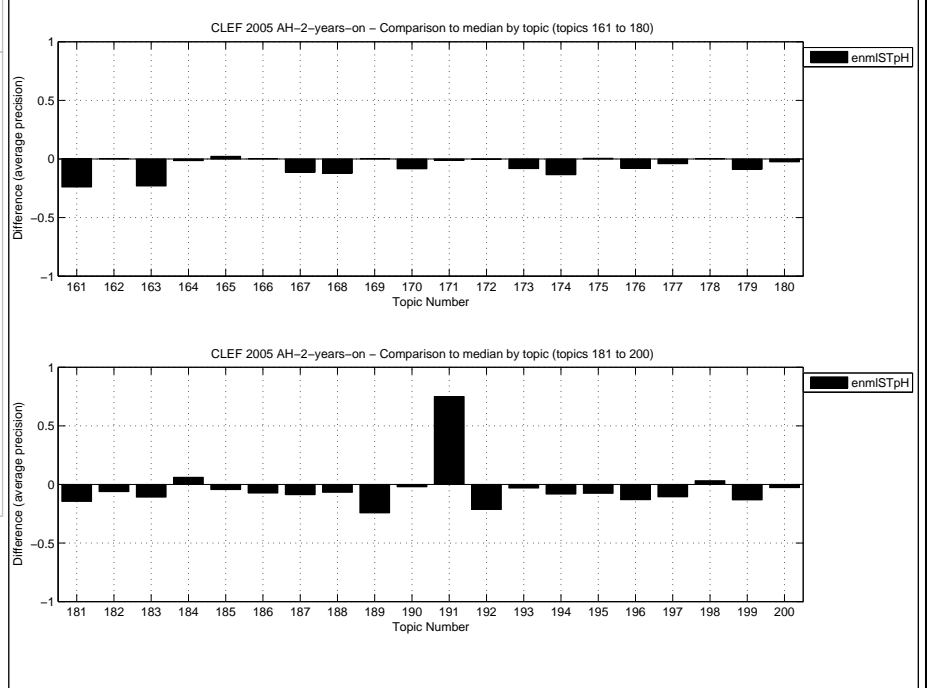 CLEF 2005 AH−2−years−on − Comparison to median by topic (topics 161 to 180)
1
0.5
0
−0.5
−1
Difference (average precision)
enmlSTpH
161 162 163 164 165 166 167 168 169 170 171 172 173 174 175 176 177 178 179 180
Topic Number
CLEF 2005 AH−2−years−on − Comparison to median by topic (topics 181 to 200)
1
0.5
0
−0.5
−1
Difference (average precision)
enmlSTpH
181 182 183 184 185 186 187 188 189 190 191 192 193 194 195 196 197 198 199 200
Topic Number